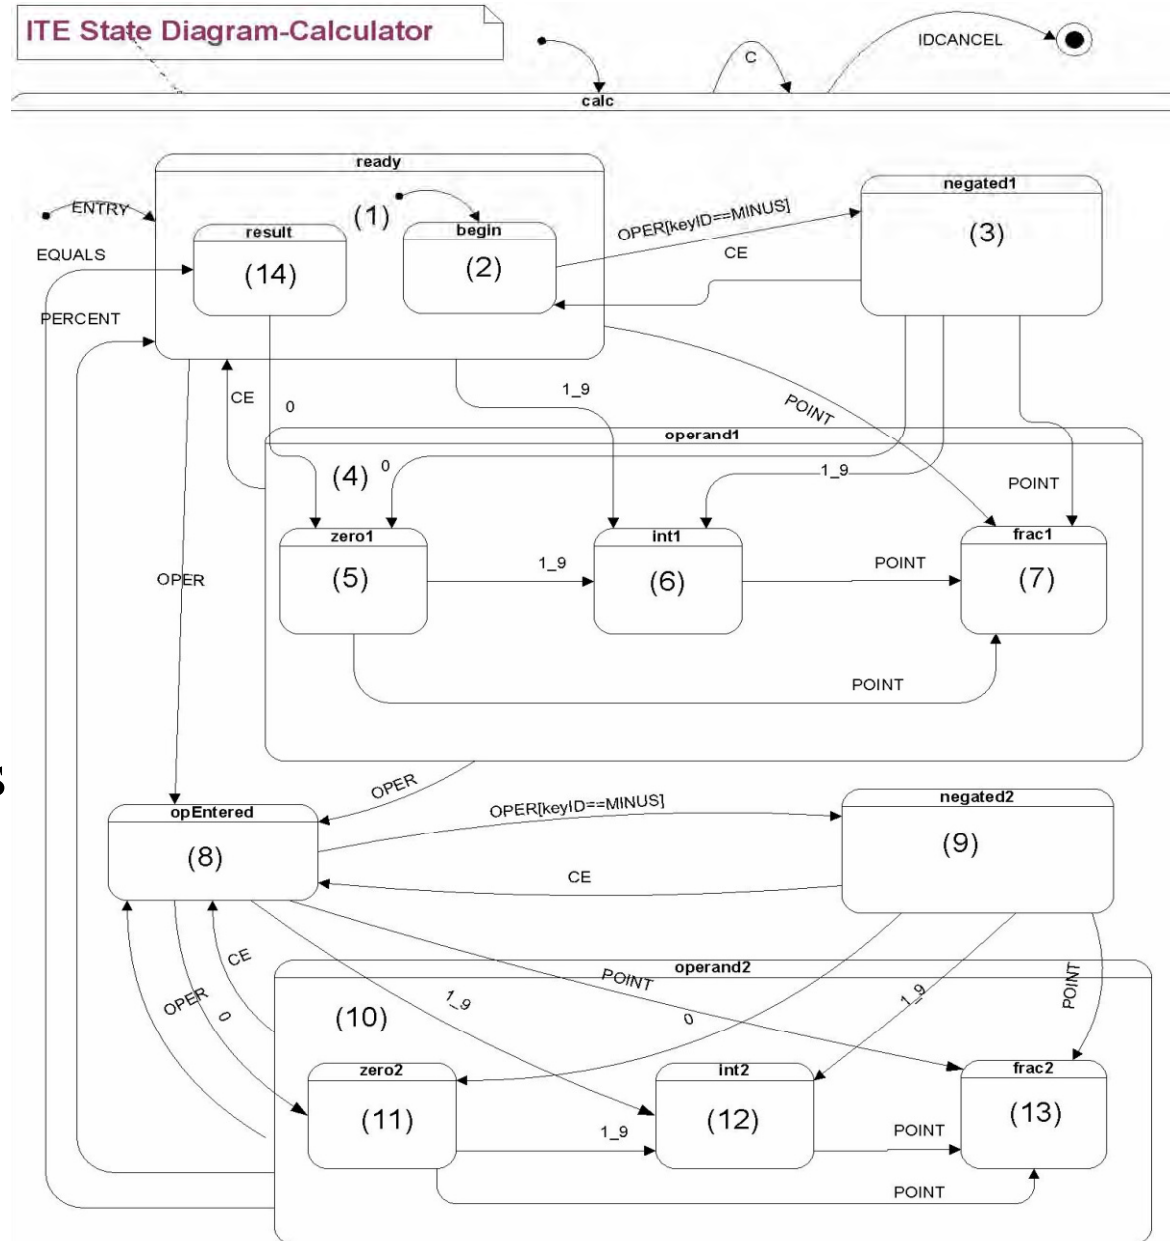 ITE State Diagram-Calculator
IDCANCEL
C
calc
ready
negated1
ENTRY
(1)
result
begin
OPER[keyID==MINUS]
(3)
EQUALS
(14)
(2)
CE
PERCENT
CE
0
1_9
POINT
operand1
(4)
0
1_9
POINT
zero1
int1
frac1
(5)
1_9
(6)
POINT
(7)
OPER
POINT
s
OPER
OPER[keyID==MINUS]
negated2
opEntered
(8)
(9)
CE
CE
operand2
OPER
0
(10)
1_9
POINT
0
1_9
POINT
zero2
int2
frac2
(11)
1_9
(12)
POINT
(13)
POINT